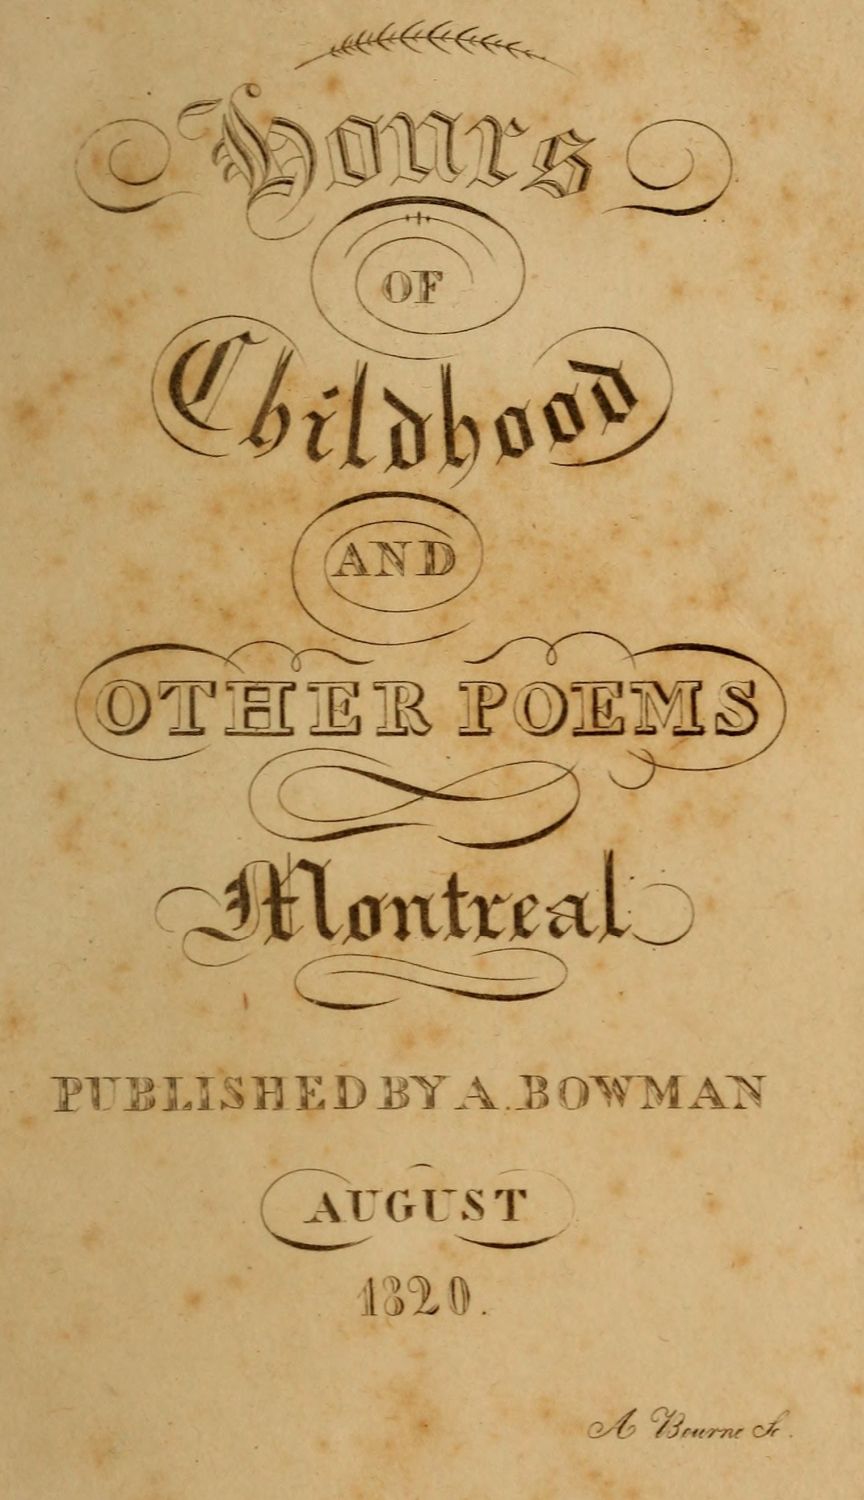 Hours
OF
Childhood
AND
OTHER POEMS
Montreal
PUBLISHED BY A. BOWMAN
AUGUST
1820.
A Bourne Sc.